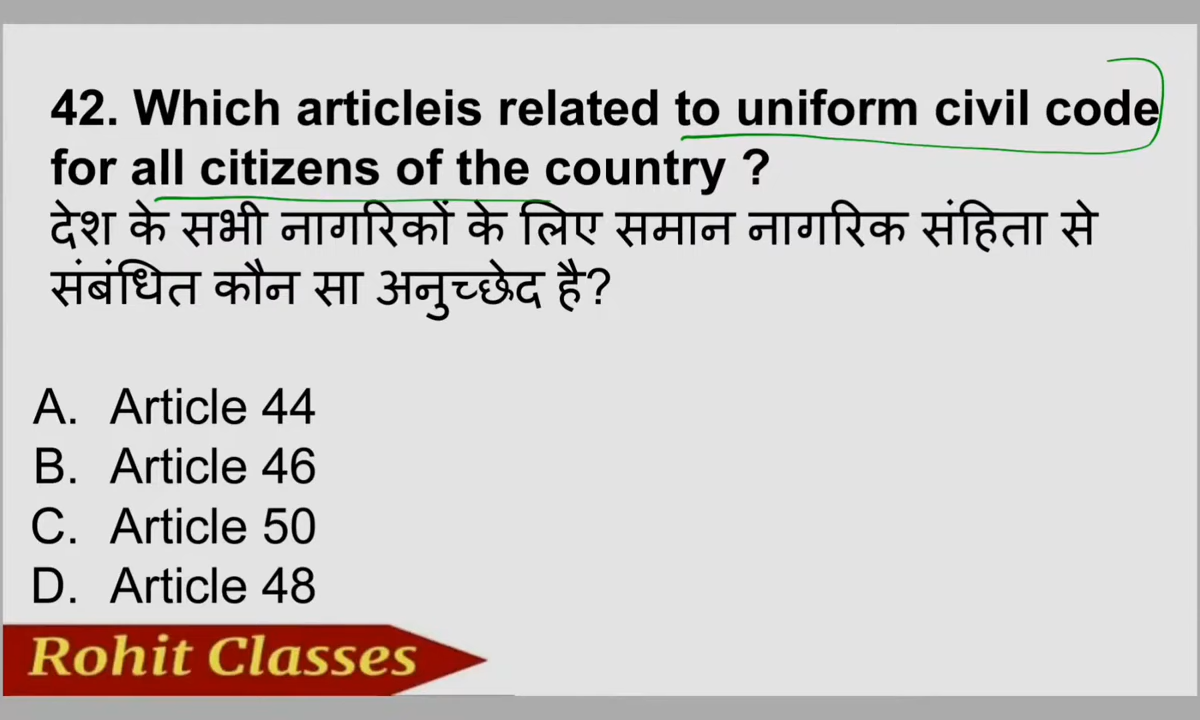 42. Which articleis related to uniform civil code
for all citizens of the country ?
देश के सभी नागरिकों के लिए समान नागरिक संहिता से
संबंधित कौन सा अनुच्छेद है?
A. Article 44
B. Article 46
C. Article 50
D. Article 48
Rohit Classes